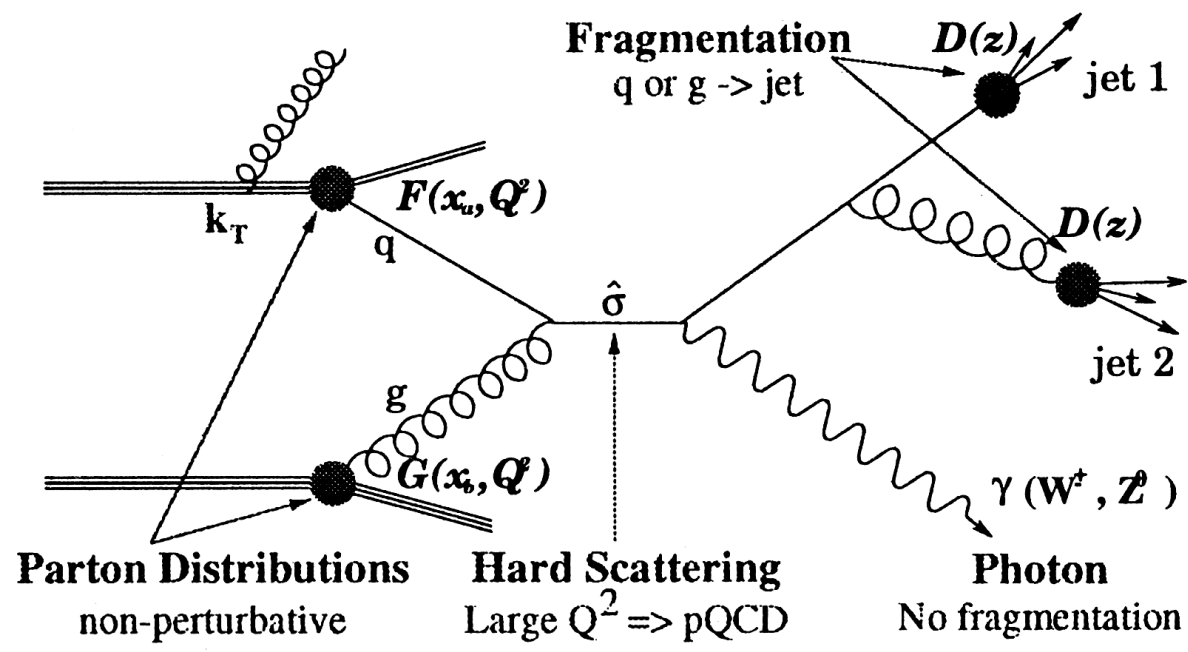 Fragmentation
q or g -> jet
D(z)
jet 1
k_T
F(x_a, Q²)
q
D(z)
σ̂
jet 2
g
G(x_b, Q²)
γ (W±, Z⁰)
Parton Distributions
non-perturbative
Hard Scattering
Large Q² => pQCD
Photon
No fragmentation